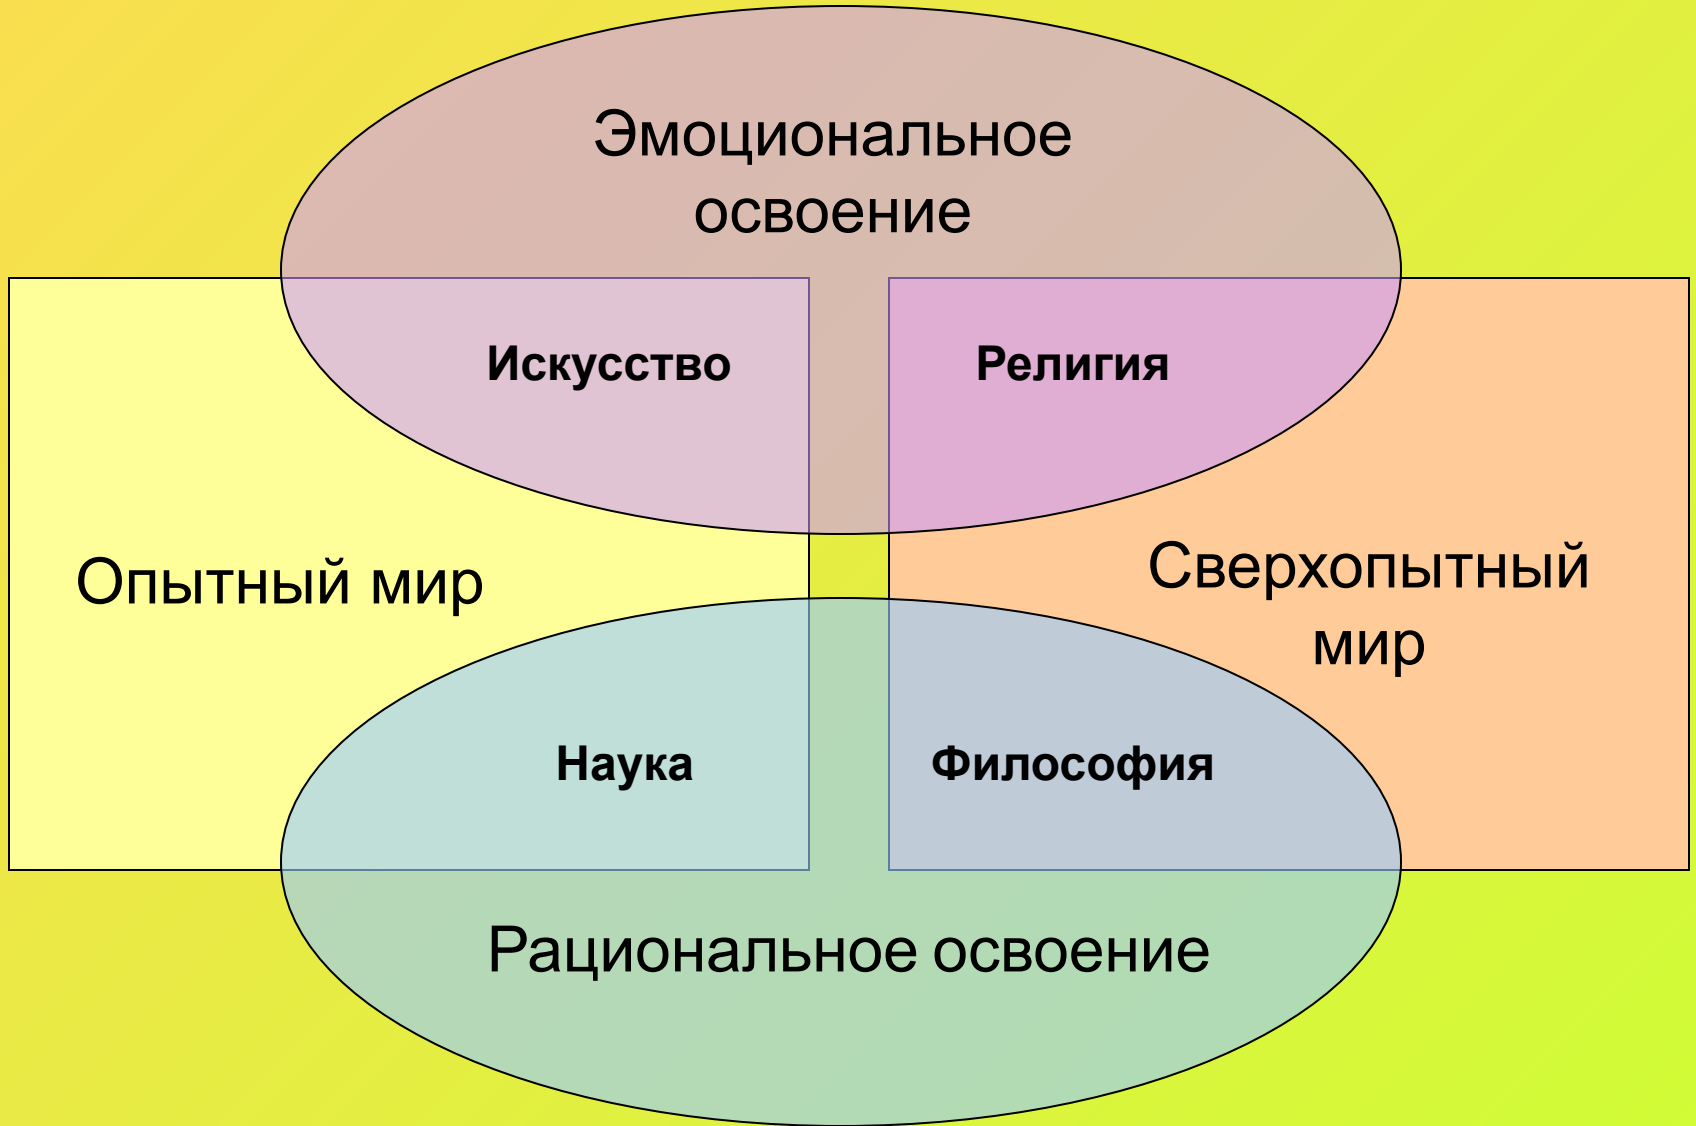 Эмоциональное
освоение
Искусство
Религия
Опытный мир
Сверхопытный
мир
Наука
Философия
Рациональное освоение